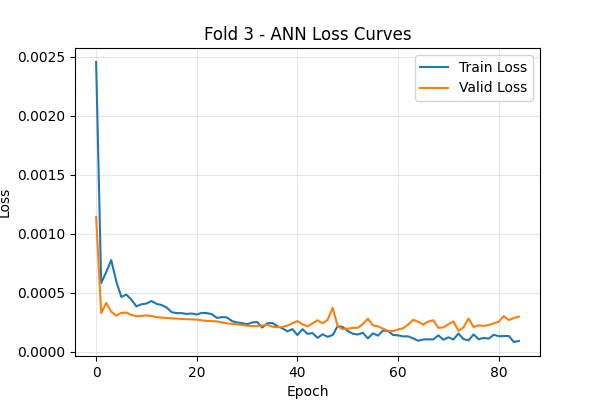 Fold 3 - ANN Loss Curves
Train Loss
Valid Loss
0.0025
0.0020
0.0015
0.0010
0.0005
0.0000
Loss
0 20 40 60 80
Epoch